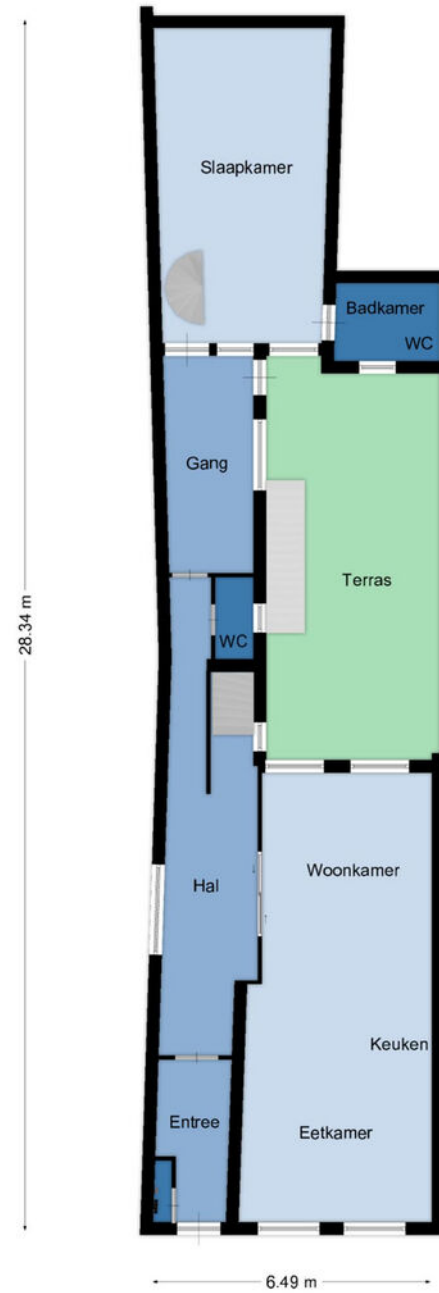 Slaapkamer
Badkamer
WC
Gang
Terras
WC
28.34 m
Woonkamer
Hal
Keuken
Entree
Eetkamer
6.49 m